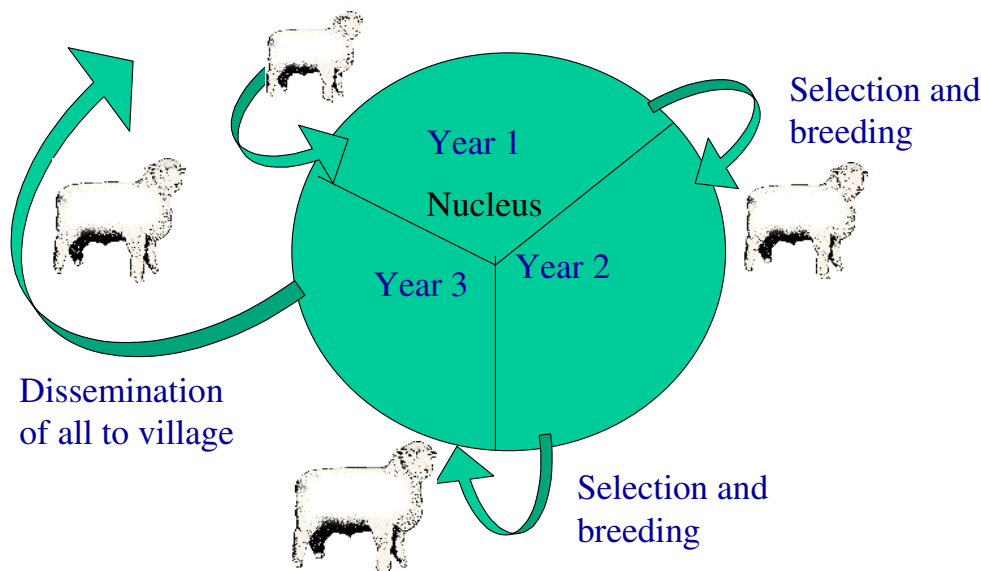 Selection and
breeding
Year 1
Nucleus
Year 2
Year 3
Dissemination
of all to village
Selection and
breeding